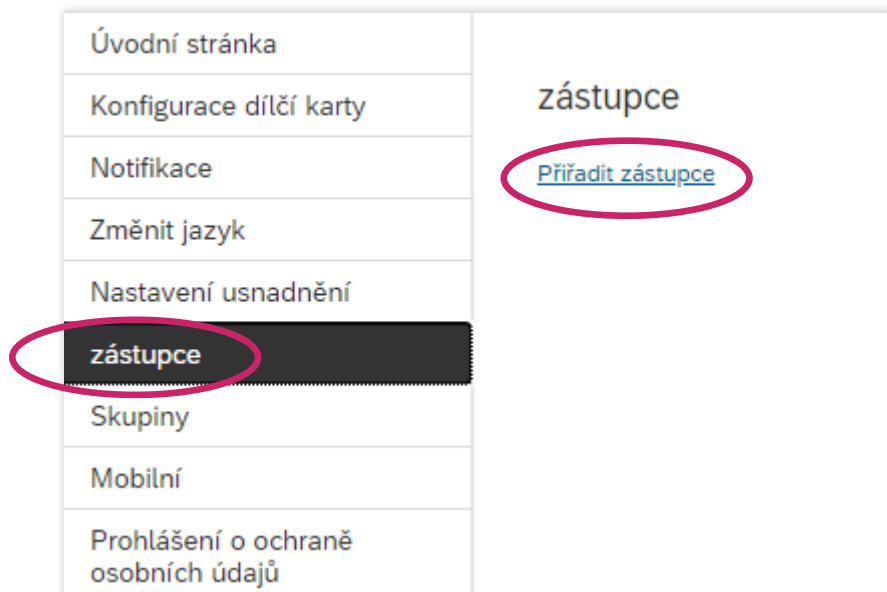 Úvodní stránka
Konfigurace dílčí karty
Notifikace
Změnit jazyk
Nastavení usnadnění
zástupce
Skupiny
Mobilní
Prohlášení o ochraně
osobních údajů
zástupce
Přiřadit zástupce